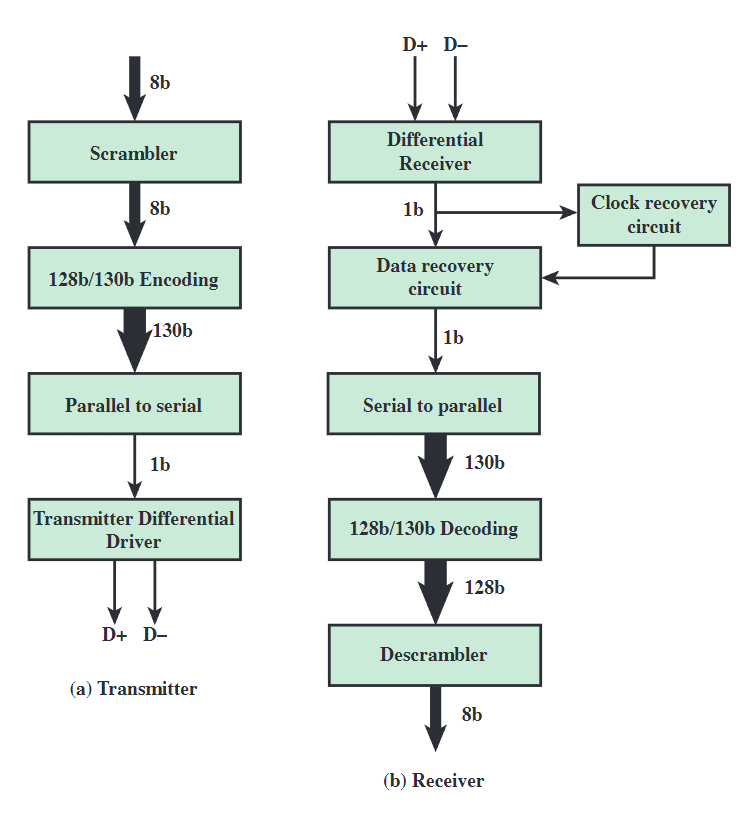 8b
Scrambler
8b
128b/130b Encoding
130b
Parallel to serial
1b
Transmitter Differential
Driver
D+ D–
(a) Transmitter
D+ D–
Differential
Receiver
1b
Clock recovery
circuit
Data recovery
circuit
1b
Serial to parallel
130b
128b/130b Decoding
128b
Descrambler
8b
(b) Receiver